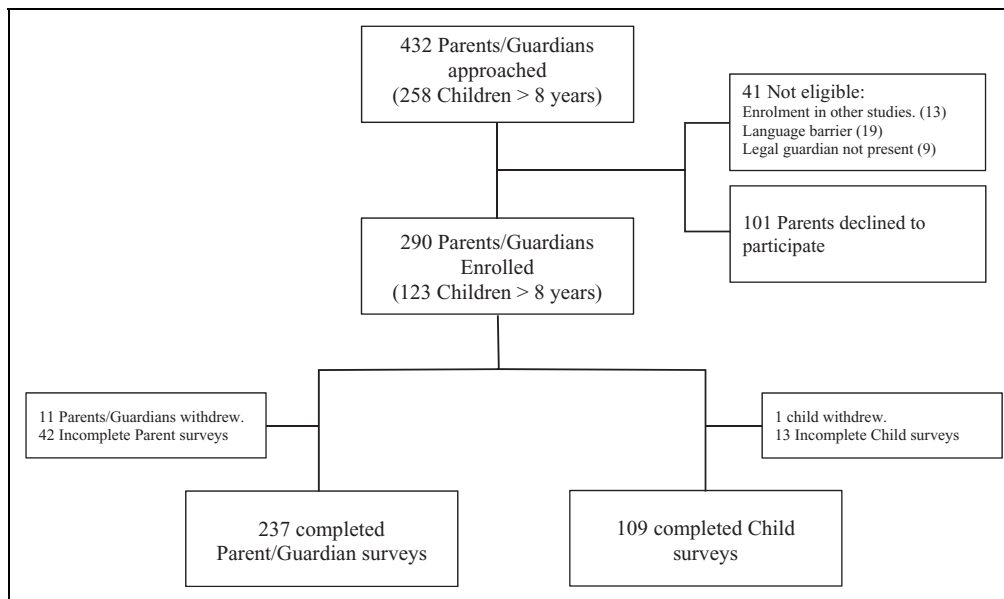 432 Parents/Guardians
approached
(258 Children > 8 years)
41 Not eligible:
Enrolment in other studies. (13)
Language barrier (19)
Legal guardian not present (9)
101 Parents declined to
participate
290 Parents/Guardians
Enrolled
(123 Children > 8 years)
11 Parents/Guardians withdrew.
42 Incomplete Parent surveys
1 child withdrew.
13 Incomplete Child surveys
237 completed
Parent/Guardian surveys
109 completed Child
surveys